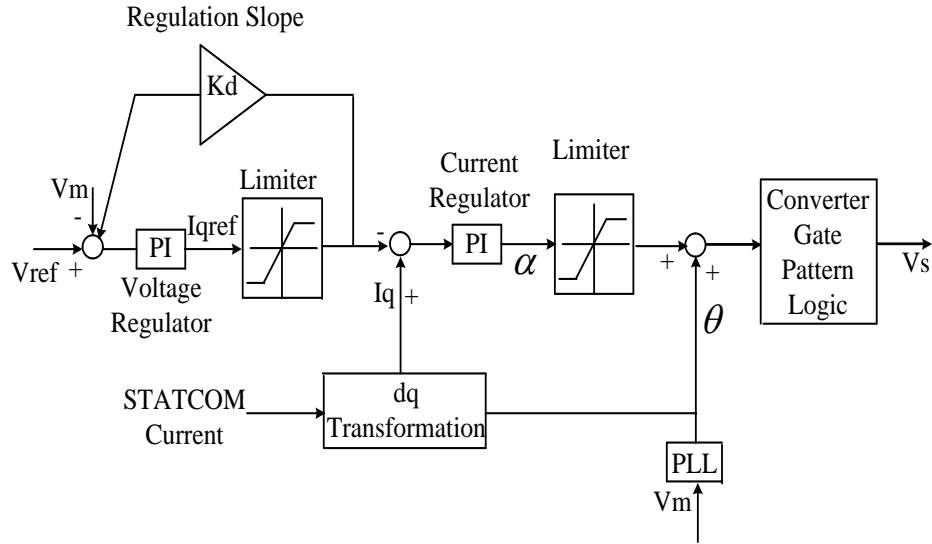 Regulation Slope
Kd
Vm
-
Vref
+
PI
Voltage
Regulator
Iqref
Limiter
-
Iq
+
Current
Regulator
PI
α
Limiter
+
+
θ
Converter
Gate
Pattern
Logic
Vs
STATCOM
Current
dq
Transformation
PLL
Vm